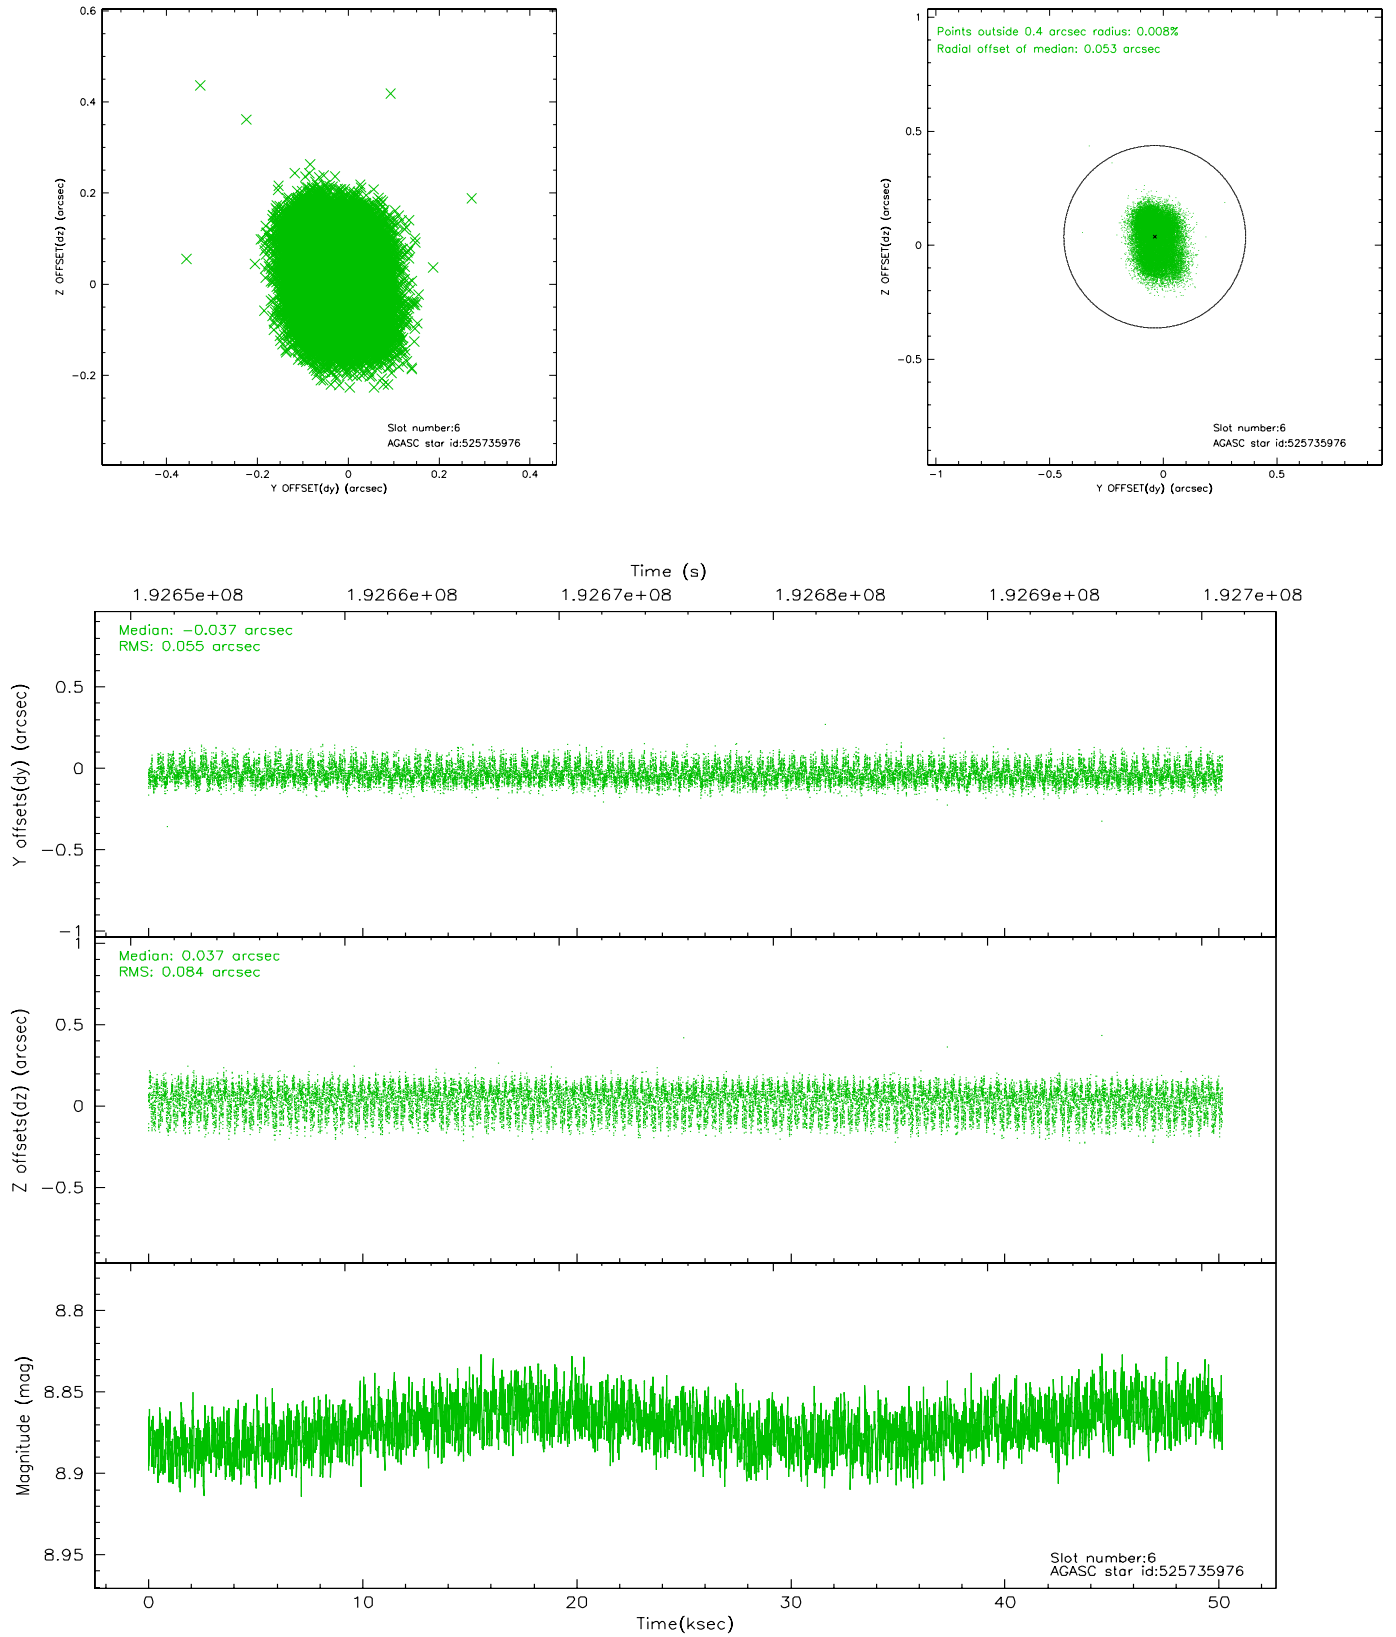 0.6
0.4
0.2
0
−0.2
Z OFFSET(dz) (arcsec)
−0.4
−0.2
0
0.2
0.4
Y OFFSET(dy) (arcsec)
Slot number:6
AGASC star id:525735976
Points outside 0.4 arcsec radius: 0.008%
Radial offset of median: 0.053 arcsec
1
0.5
0
−0.5
Z OFFSET(dz) (arcsec)
−1
−0.5
0
0.5
Y OFFSET(dy) (arcsec)
Slot number:6
AGASC star id:525735976
Time (s)
1.9265e+08
1.9266e+08
1.9267e+08
1.9268e+08
1.9269e+08
1.927e+08
Median: −0.037 arcsec
RMS: 0.055 arcsec
0.5
0
−0.5
−1
Y offsets(dy) (arcsec)
Median: 0.037 arcsec
RMS: 0.084 arcsec
1
0.5
0
−0.5
Z offsets(dz) (arcsec)
8.8
8.85
8.9
8.95
Magnitude (mag)
Slot number:6
AGASC star id:525735976
0
10
20
30
40
50
Time(ksec)